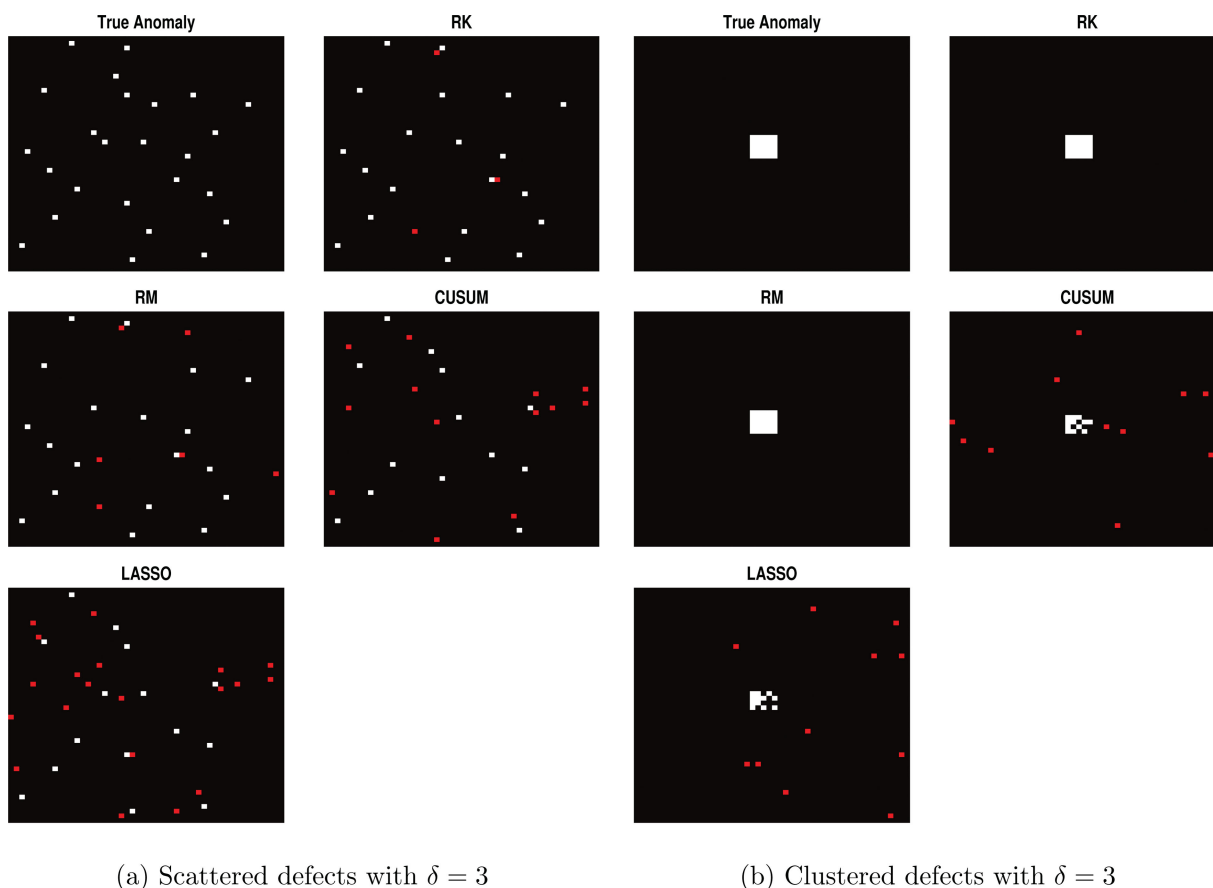 True Anomaly
RK
True Anomaly
RK
RM
CUSUM
RM
CUSUM
LASSO
LASSO
(a) Scattered defects with δ = 3
(b) Clustered defects with δ = 3